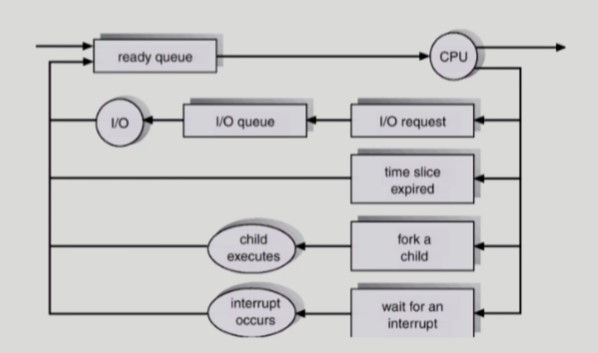 ready queue
CPU
I/O
I/O queue
I/O request
time slice
expired
child
executes
fork a
child
interrupt
occurs
wait for an
interrupt